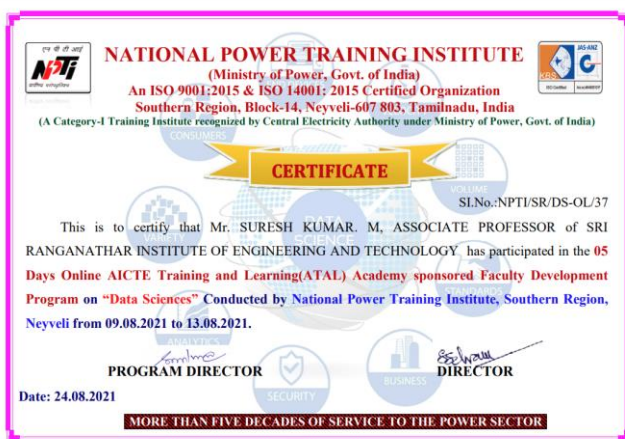 एन पी टी आई
NPTi
NATIONAL POWER TRAINING INSTITUTE
(Ministry of Power, Govt. of India)
An ISO 9001:2015 & ISO 14001: 2015 Certified Organization
Southern Region, Block-14, Neyveli-607 803, Tamilnadu, India
(A Category-I Training Institute recognized by Central Electricity Authority under Ministry of Power, Govt. of India)
JAS-ANZ
KBS
CONSUMERS
CERTIFICATE
VOLUME
SI.No.:NPTI/SR/DS-OL/37
This is to certify that Mr. SURESH KUMAR. M, ASSOCIATE PROFESSOR of SRI
DATA
SCIENCE
VARIETY
RANGANATHAR INSTITUTE OF ENGINEERING AND TECHNOLOGY has participated in the 05
Days Online AICTE Training and Learning(ATAL) Academy sponsored Faculty Development
STANDARDS
Program on “Data Sciences” Conducted by National Power Training Institute, Southern Region,
Neyveli from 09.08.2021 to 13.08.2021.
ANALYTICS
PROGRAM DIRECTOR
DIRECTOR
BUSINESS
SECURITY
Date: 24.08.2021
MORE THAN FIVE DECADES OF SERVICE TO THE POWER SECTOR